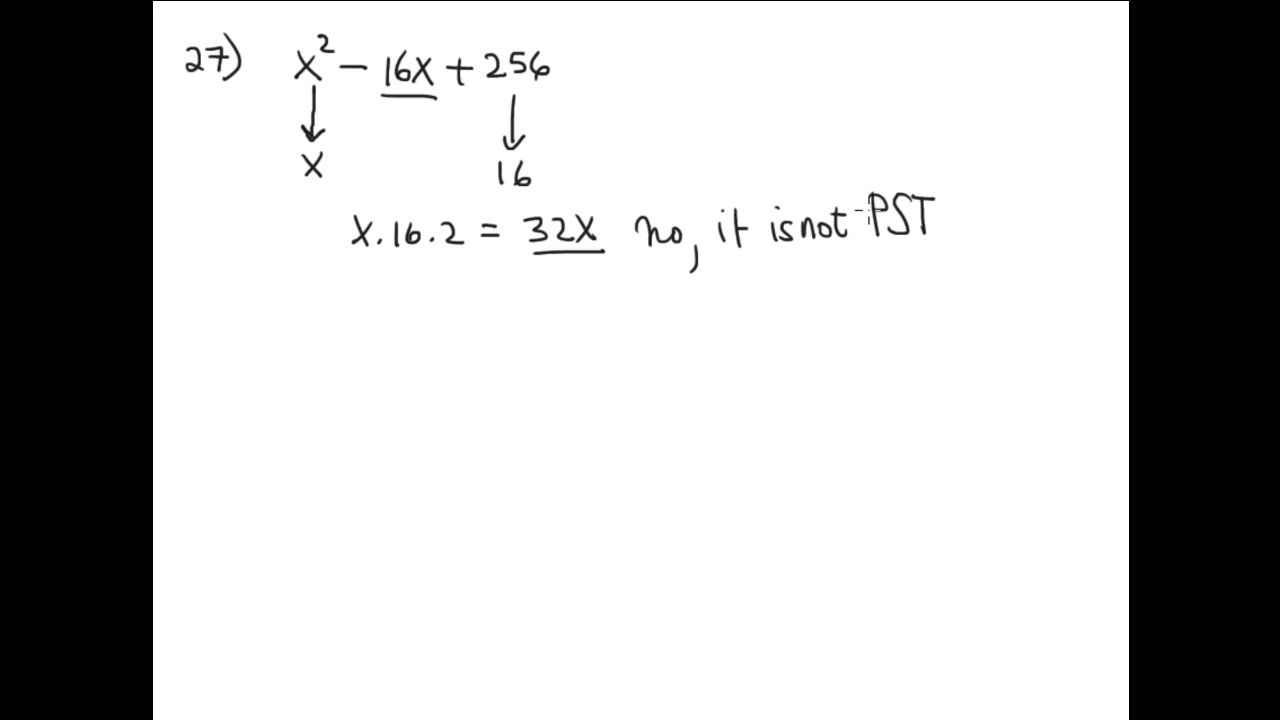 27) x² - 16x + 256
x 16
x . 16 . 2 = 32x no, it is not PST